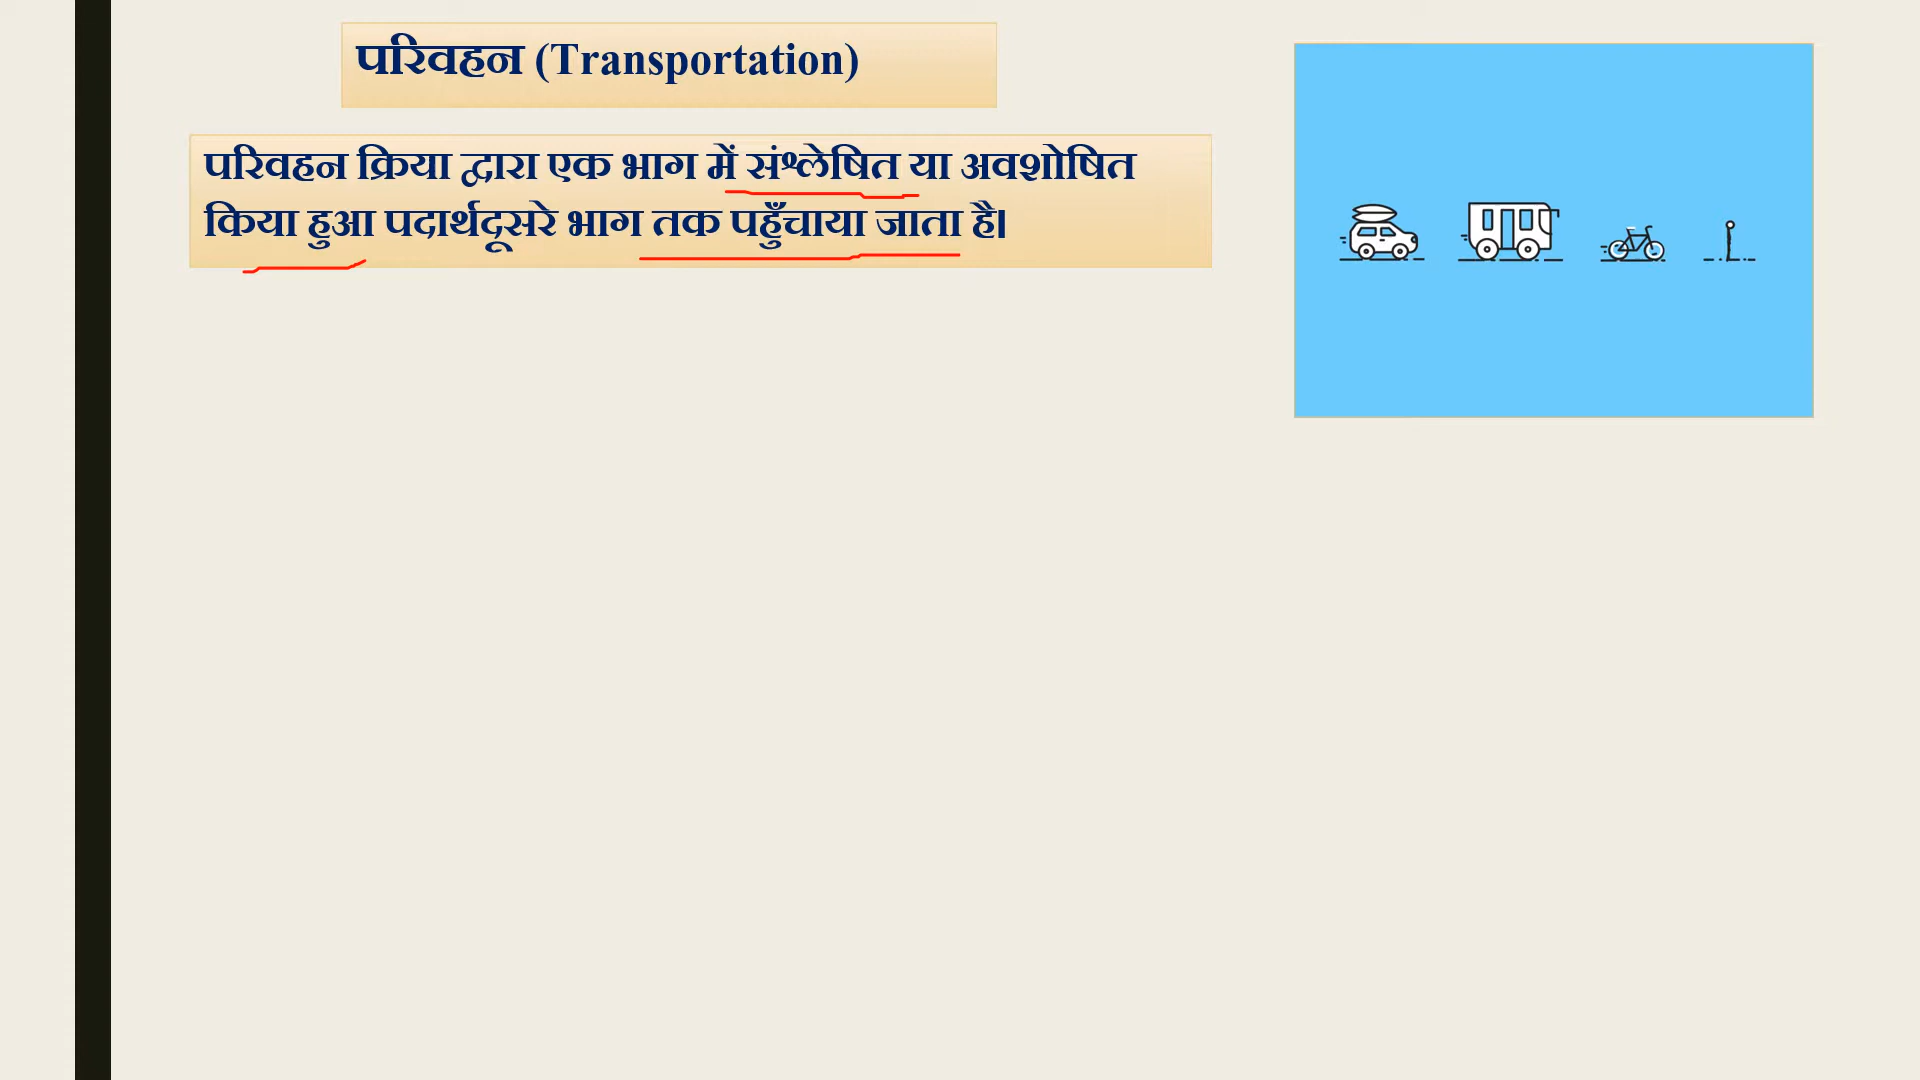 परिवहन (Transportation)
परिवहन क्रिया द्वारा एक भाग में संश्लेषित या अवशोषित
किया हुआ पदार्थदूसरे भाग तक पहुँचाया जाता है।